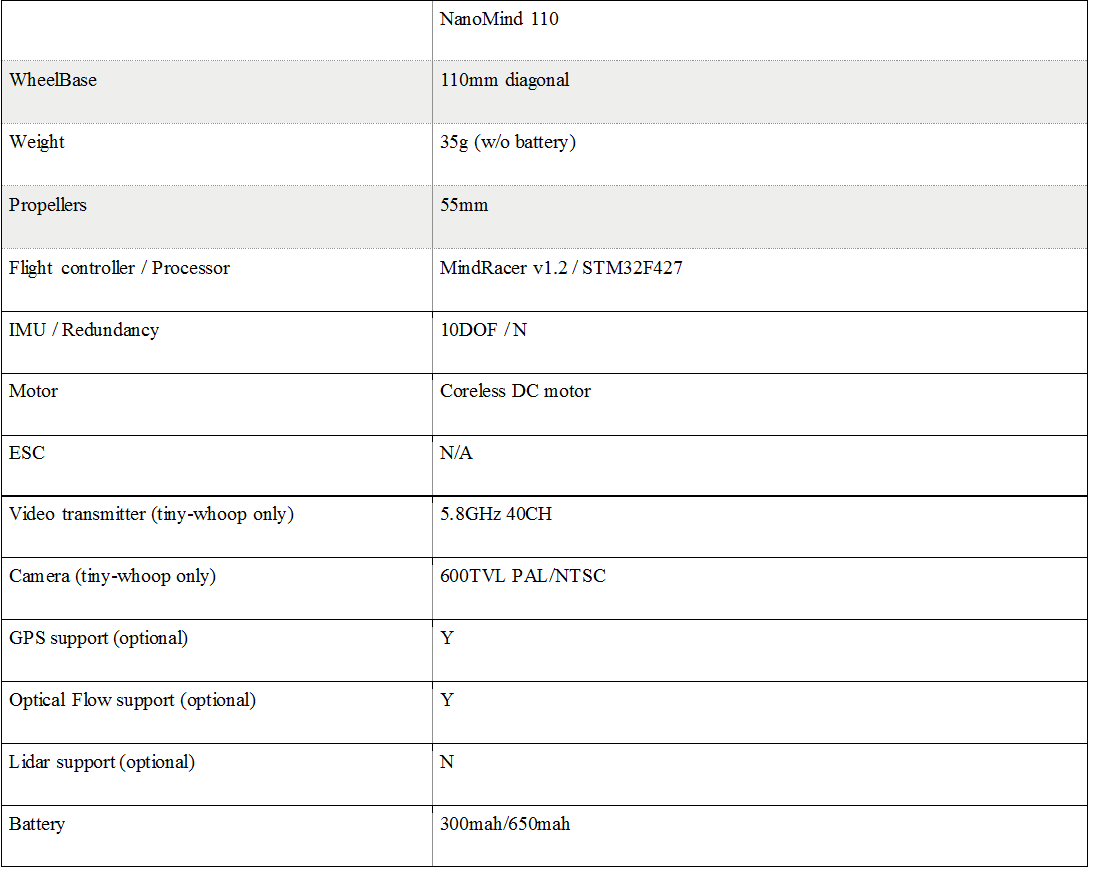 NanoMind 110
WheelBase 110mm diagonal
Weight 35g (w/o battery)
Propellers 55mm
Flight controller / Processor MindRacer v1.2 / STM32F427
IMU / Redundancy 10DOF / N
Motor Coreless DC motor
ESC N/A
Video transmitter (tiny-whoop only) 5.8GHz 40CH
Camera (tiny-whoop only) 600TVL PAL/NTSC
GPS support (optional) Y
Optical Flow support (optional) Y
Lidar support (optional) N
Battery 300mah/650mah